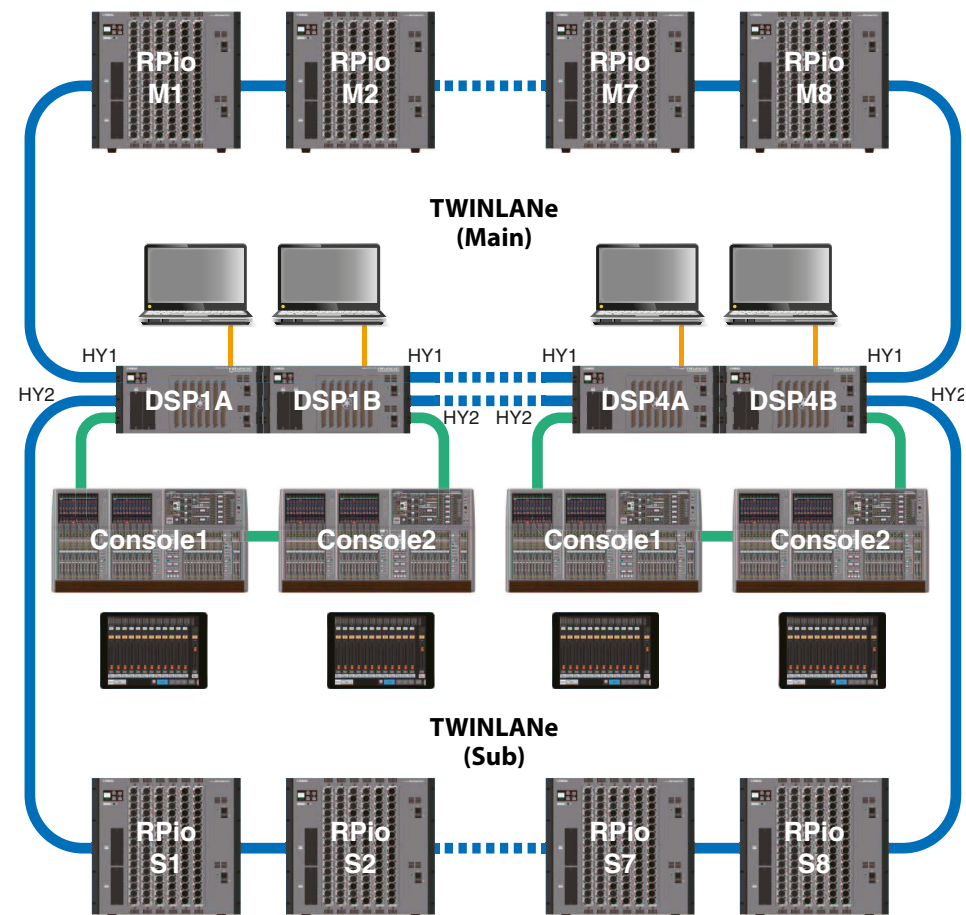 RPio
M1
RPio
M2
RPio
M7
RPio
M8
TWINLANe
(Main)
HY1
HY1
HY1
HY1
HY2
DSP1A
DSP1B
HY2
HY2
DSP4A
DSP4B
HY2
Console1
Console2
Console1
Console2
TWINLANe
(Sub)
RPio
S1
RPio
S2
RPio
S7
RPio
S8